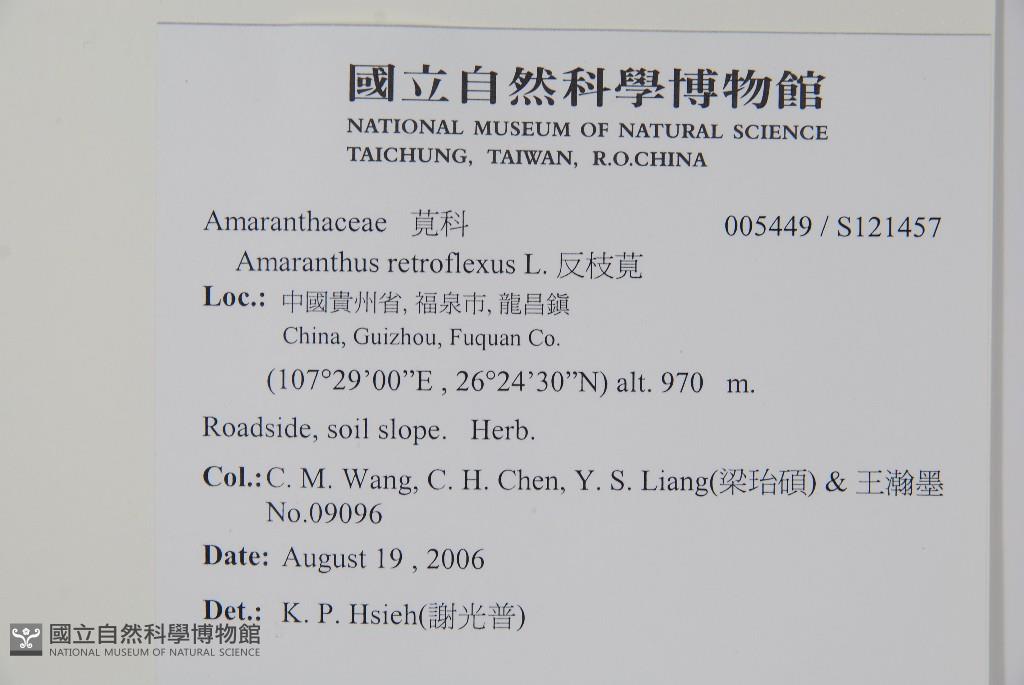 國立自然科學博物館
NATIONAL MUSEUM OF NATURAL SCIENCE
TAICHUNG, TAIWAN, R.O.CHINA
Amaranthaceae 莧科 005449 / S121457
Amaranthus retroflexus L. 反枝莧
Loc.: 中國貴州省, 福泉市, 龍昌鎭
China, Guizhou, Fuquan Co.
(107°29’00”E , 26°24’30”N) alt. 970 m.
Roadside, soil slope. Herb.
Col.: C. M. Wang, C. H. Chen, Y. S. Liang(梁珆碩) & 王瀚墨
No.09096
Date: August 19 , 2006
Det.: K. P. Hsieh(謝光普)
國立自然科學博物館
NATIONAL MUSEUM OF NATURAL SCIENCE